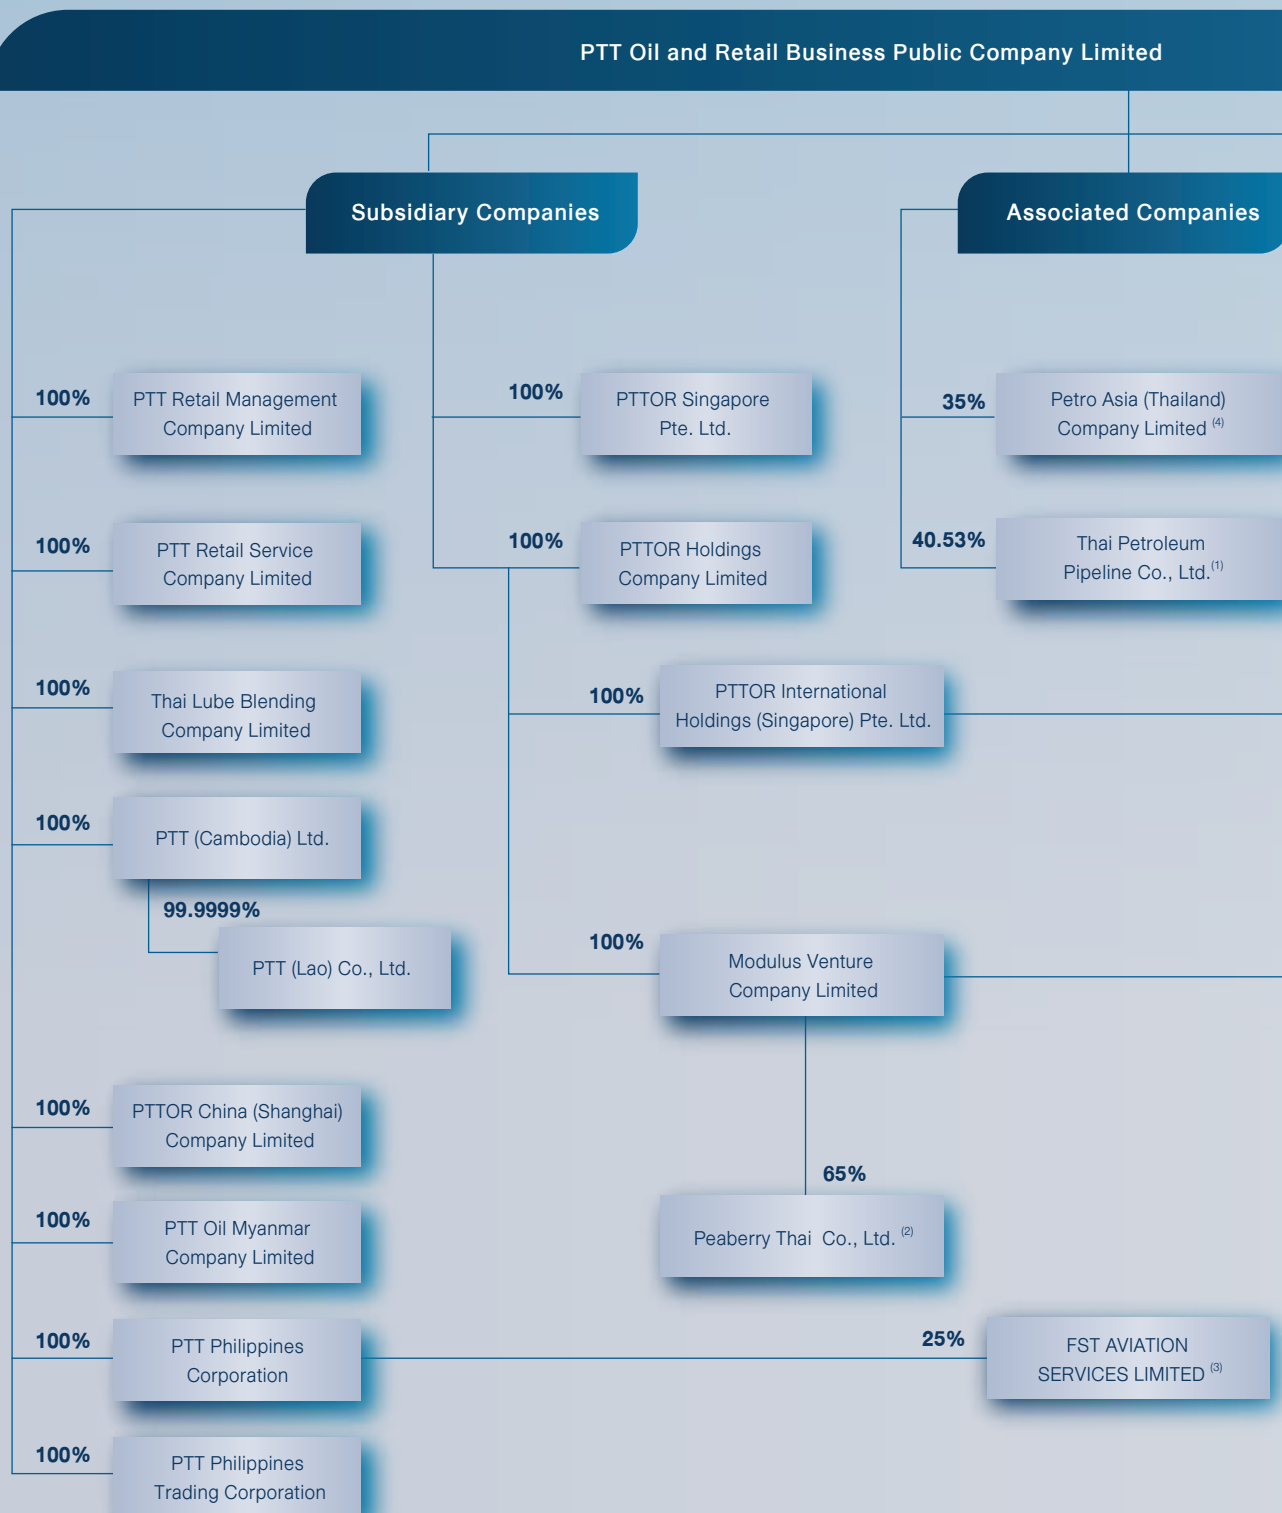 PTT Oil and Retail Business Public Company Limited
Subsidiary Companies
100%
PTT Retail Management
Company Limited
100%
PTT Retail Service
Company Limited
100%
Thai Lube Blending
Company Limited
100%
PTT (Cambodia) Ltd.
99.9999%
PTT (Lao) Co., Ltd.
100%
PTTOR China (Shanghai)
Company Limited
100%
PTT Oil Myanmar
Company Limited
100%
PTT Philippines
Corporation
25%
FST AVIATION
SERVICES LIMITED (3)
100%
PTT Philippines
Trading Corporation
100%
PTTOR Singapore
Pte. Ltd.
100%
PTTOR Holdings
Company Limited
100%
PTTOR International
Holdings (Singapore) Pte. Ltd.
100%
Modulus Venture
Company Limited
65%
Peaberry Thai Co., Ltd. (2)
Associated Companies
35%
Petro Asia (Thailand)
Company Limited (4)
40.53%
Thai Petroleum
Pipeline Co., Ltd.(1)